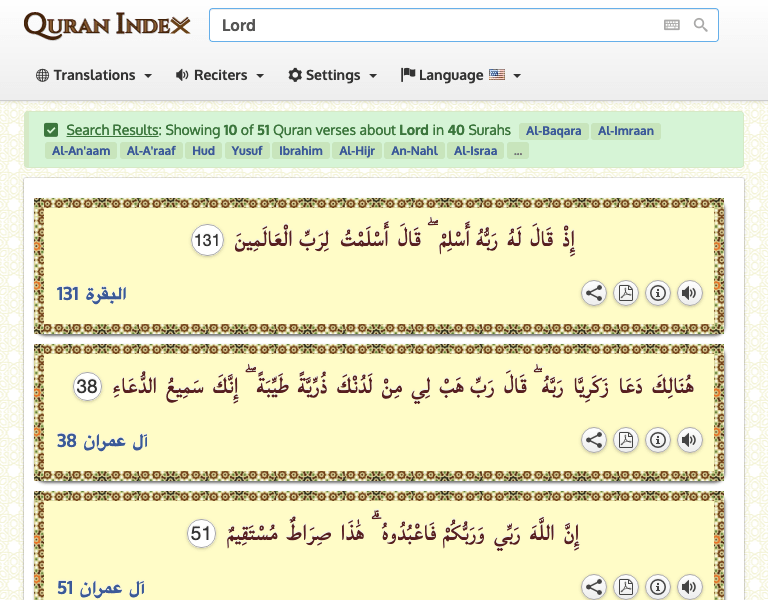 QURAN INDEX
Lord
Translations Reciters Settings Language
Search Results: Showing 10 of 51 Quran verses about Lord in 40 Surahs Al-Baqara Al-Imraan
Al-An'aam Al-A'raaf Hud Yusuf Ibrahim Al-Hijr An-Nahl Al-Israa ...
إِذْ قَالَ لَهُ رَبُّهُ أَسْلِمْ ۖ قَالَ أَسْلَمْتُ لِرَبِّ الْعَالَمِينَ 131
البقرة 131
هُنَالِكَ دَعَا زَكَرِيَّا رَبَّهُ ۖ قَالَ رَبِّ هَبْ لِي مِنْ لَدُنْكَ ذُرِّيَّةً طَيِّبَةً ۖ إِنَّكَ سَمِيعُ الدُّعَاءِ 38
آل عمران 38
إِنَّ اللَّهَ رَبِّي وَرَبُّكُمْ فَاعْبُدُوهُ ۗ هَٰذَا صِرَاطٌ مُسْتَقِيمٌ 51
آل عمران 51